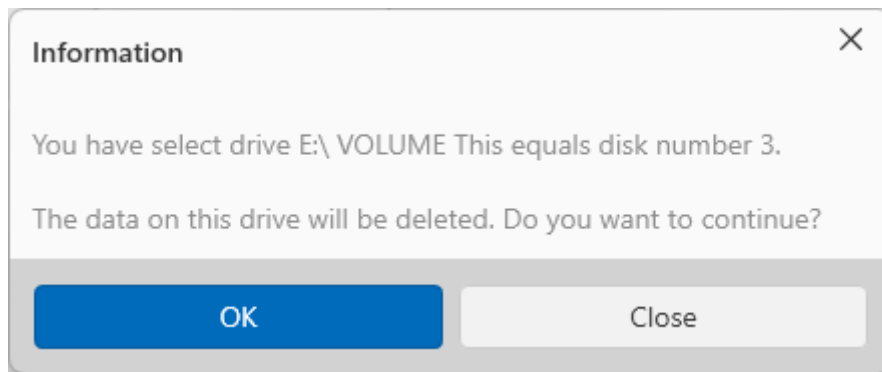 Information
You have select drive E:\ VOLUME This equals disk number 3.
The data on this drive will be deleted. Do you want to continue?
OK
Close